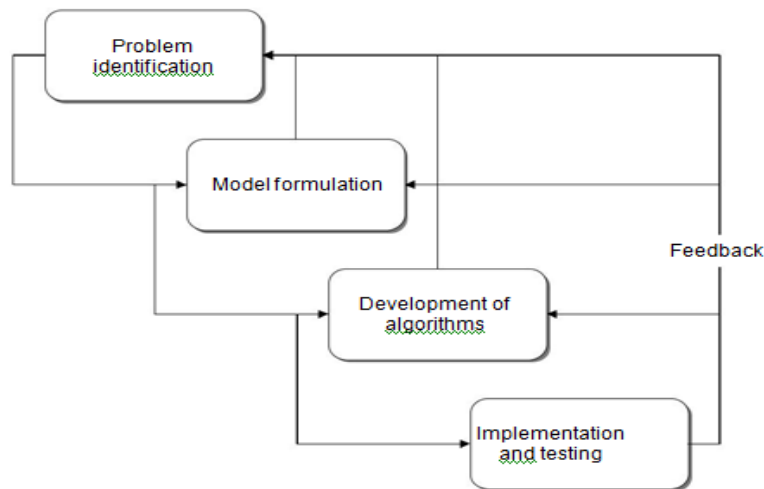 Problem
identification
Model formulation
Feedback
Development of
algorithms
Implementation
and testing